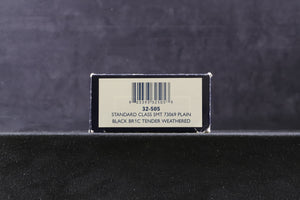 32-505
STANDARD CLASS 5MT 73069 PLAIN
BLACK BR1C TENDER WEATHERED